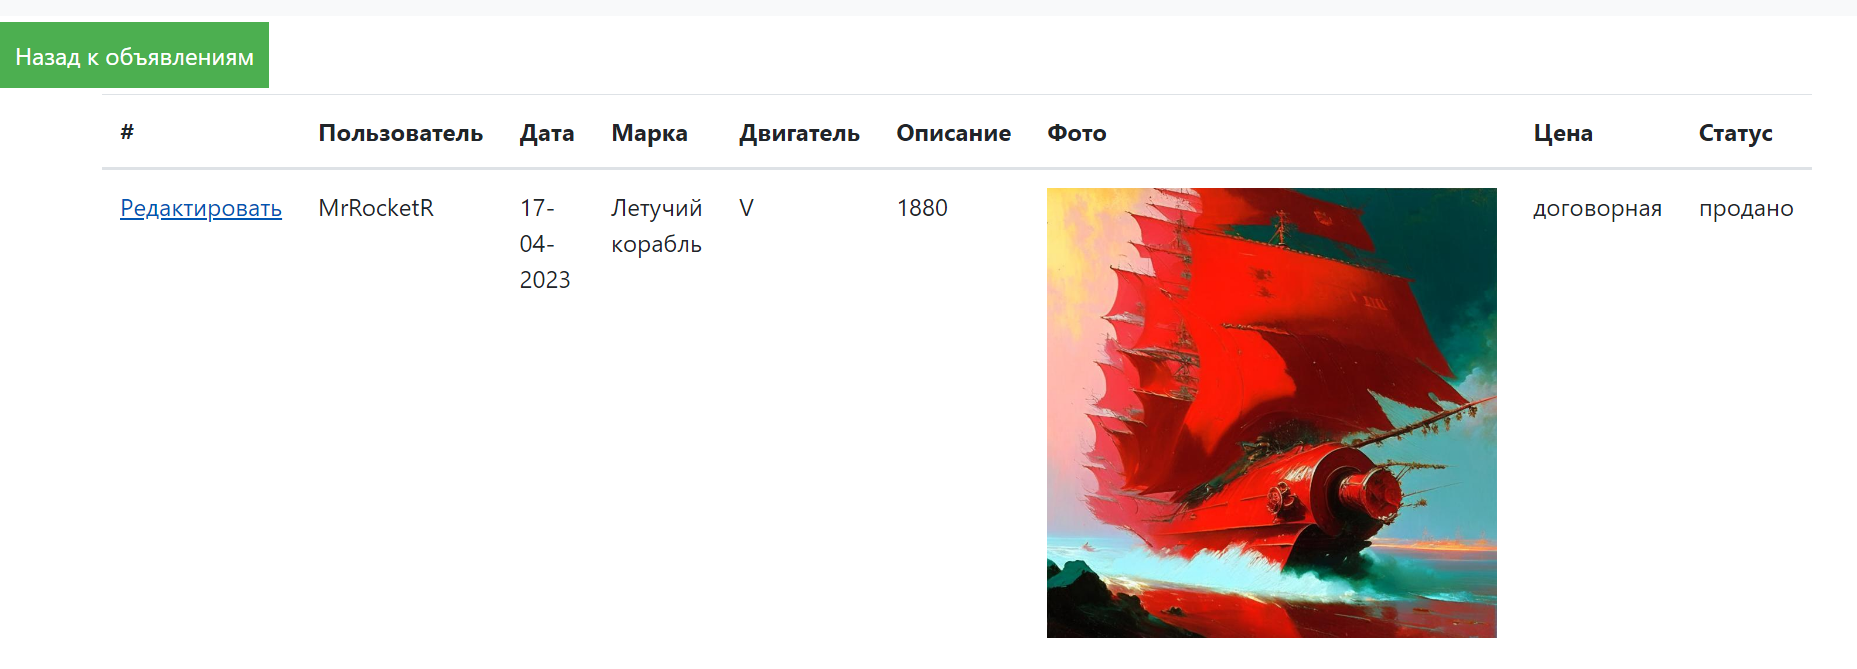 Назад к объявлениям
# Пользователь Дата Марка Двигатель Описание Фото Цена Статус
Редактировать MrRocketR 17- Летучий V 1880 договорная продано
04- корабль
2023